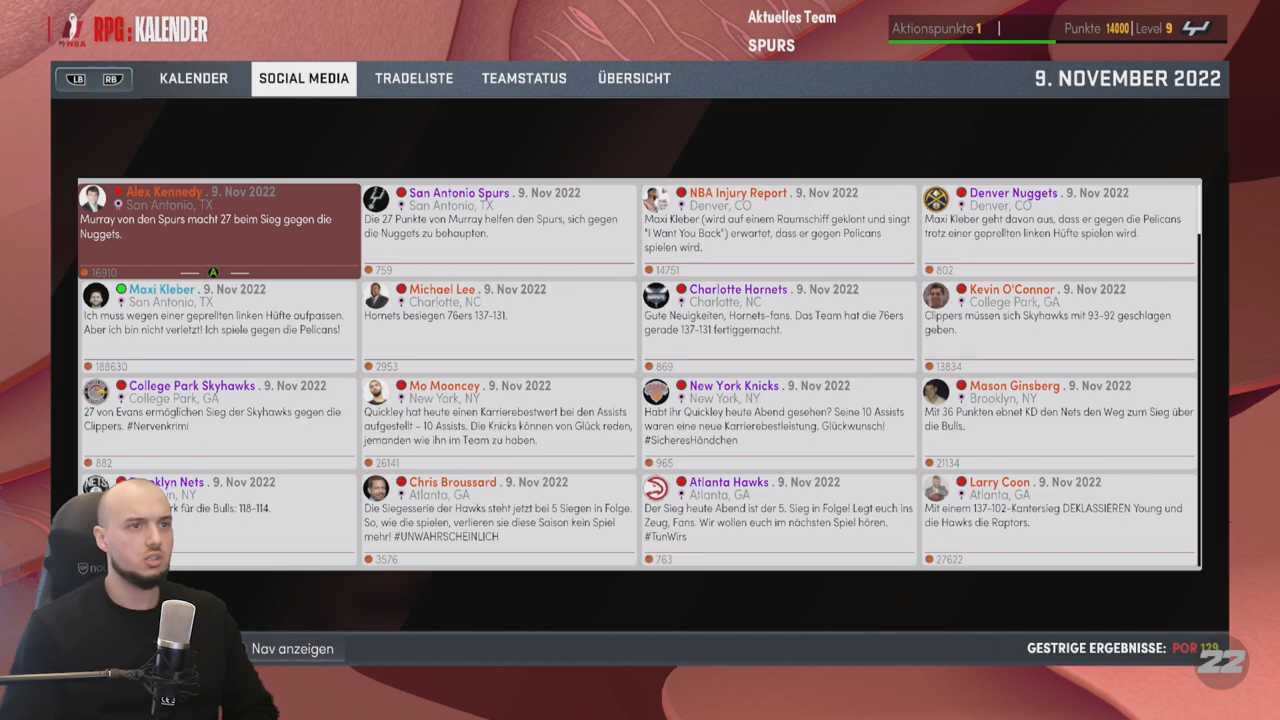 RPG: KALENDER
MyNBA
Aktuelles Team
SPURS
Aktionspunkte 1
Punkte 14000 | Level 9
LB RB KALENDER SOCIAL MEDIA TRADELISTE TEAMSTATUS ÜBERSICHT
9. NOVEMBER 2022
Alex Kennedy . 9. Nov 2022
San Antonio, TX
Murray von den Spurs macht 27 beim Sieg gegen die
Nuggets.
16910
A
San Antonio Spurs . 9. Nov 2022
San Antonio, TX
Die 27 Punkte von Murray helfen den Spurs, sich gegen
die Nuggets zu behaupten.
759
NBA Injury Report . 9. Nov 2022
Denver, CO
Maxi Kleber (wird auf einem Raumschiff geklont und singt
"I Want You Back") erwartet, dass er gegen Pelicans
spielen wird.
14751
Denver Nuggets . 9. Nov 2022
Denver, CO
Maxi Kleber geht davon aus, dass er gegen die Pelicans
trotz einer geprellten linken Hüfte spielen wird.
802
Maxi Kleber . 9. Nov 2022
San Antonio, TX
Ich muss wegen einer geprellten linken Hüfte aufpassen.
Aber ich bin nicht verletzt! Ich spiele gegen die Pelicans!
188630
Michael Lee . 9. Nov 2022
Charlotte, NC
Hornets besiegen 76ers 137-131.
2953
Charlotte Hornets . 9. Nov 2022
Charlotte, NC
Gute Neuigkeiten, Hornets-fans. Das Team hat die 76ers
gerade 137-131 fertiggemacht.
869
Kevin O'Connor . 9. Nov 2022
College Park, GA
Clippers müssen sich Skyhawks mit 93-92 geschlagen
geben.
13834
College Park Skyhawks . 9. Nov 2022
College Park, GA
27 von Evans ermöglichen Sieg der Skyhawks gegen die
Clippers. #Nervenkrimi
882
Mo Mooncey . 9. Nov 2022
New York, NY
Quickley hat heute einen Karrierebestwert bei den Assists
aufgestellt – 10 Assists. Die Knicks können von Glück reden,
jemanden wie ihn im Team zu haben.
26141
New York Knicks . 9. Nov 2022
New York, NY
Habt ihr Quickley heute Abend gesehen? Seine 10 Assists
waren eine neue Karrierebestleistung. Glückwunsch!
#SicheresHändchen
965
Mason Ginsberg . 9. Nov 2022
Brooklyn, NY
Mit 36 Punkten ebnet KD den Nets den Weg zum Sieg über
die Bulls.
21134
Nets . 9. Nov 2022
NY
für die Bulls: 118-114.
Chris Broussard . 9. Nov 2022
Atlanta, GA
Die Siegesserie der Hawks steht jetzt bei 5 Siegen in Folge.
So, wie die spielen, verlieren sie diese Saison kein Spiel
mehr! #UNWAHRSCHEINLICH
3576
Atlanta Hawks . 9. Nov 2022
Atlanta, GA
Der Sieg heute Abend ist der 5. Sieg in Folge! Legt euch ins
Zeug, Fans. Wir wollen euch im nächsten Spiel hören.
#TunWirs
763
Larry Coon . 9. Nov 2022
Atlanta, GA
Mit einem 137-102-Kantersieg DEKLASSIEREN Young und
die Hawks die Raptors.
27622
Nav anzeigen
GESTRIGE ERGEBNISSE: POR 129
22